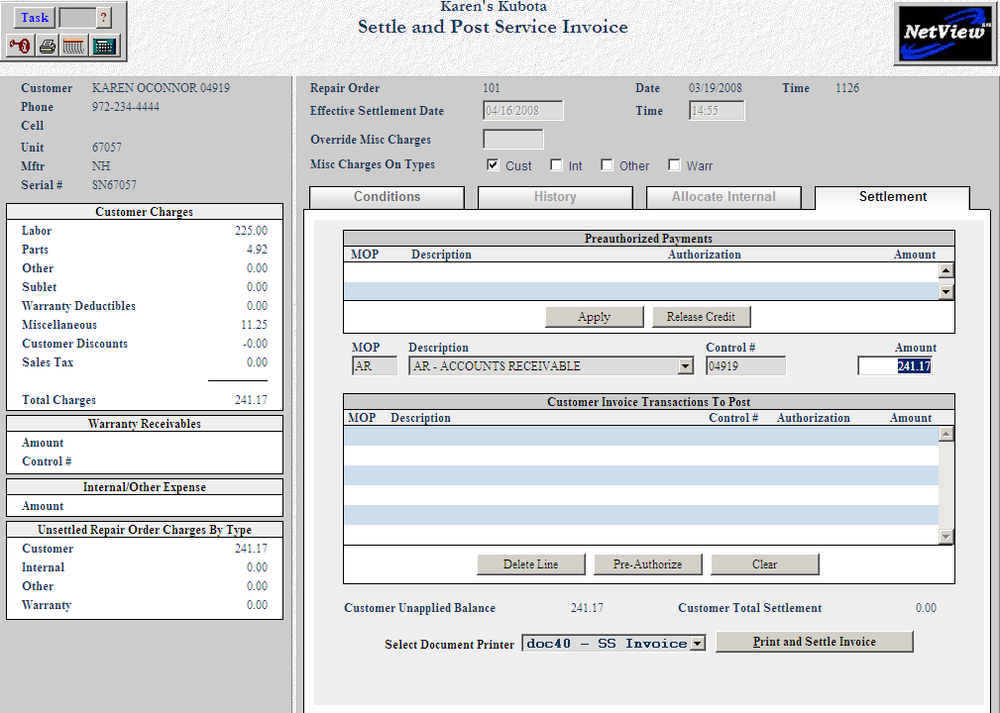 Task ?
Karen's Kubota
Settle and Post Service Invoice
NetView SM
Customer KAREN OCONNOR 04919
Phone 972-234-4444
Cell
Unit 67057
Mftr NH
Serial # SN67057
Repair Order 101 Date 03/19/2008 Time 1126
Effective Settlement Date 04/16/2008 Time 14:55
Override Misc Charges
Misc Charges On Types Cust Int Other Warr
Conditions History Allocate Internal Settlement
Customer Charges
Labor 225.00
Parts 4.92
Other 0.00
Sublet 0.00
Warranty Deductibles 0.00
Miscellaneous 11.25
Customer Discounts -0.00
Sales Tax 0.00
Total Charges 241.17
Warranty Receivables
Amount
Control #
Internal/Other Expense
Amount
Unsettled Repair Order Charges By Type
Customer 241.17
Internal 0.00
Other 0.00
Warranty 0.00
Preauthorized Payments
MOP Description Authorization Amount
Apply Release Credit
MOP Description Control # Amount
AR AR - ACCOUNTS RECEIVABLE 04919 241.17
Customer Invoice Transactions To Post
MOP Description Control # Authorization Amount
Delete Line Pre-Authorize Clear
Customer Unapplied Balance 241.17 Customer Total Settlement 0.00
Select Document Printer doc40 - SS Invoice Print and Settle Invoice